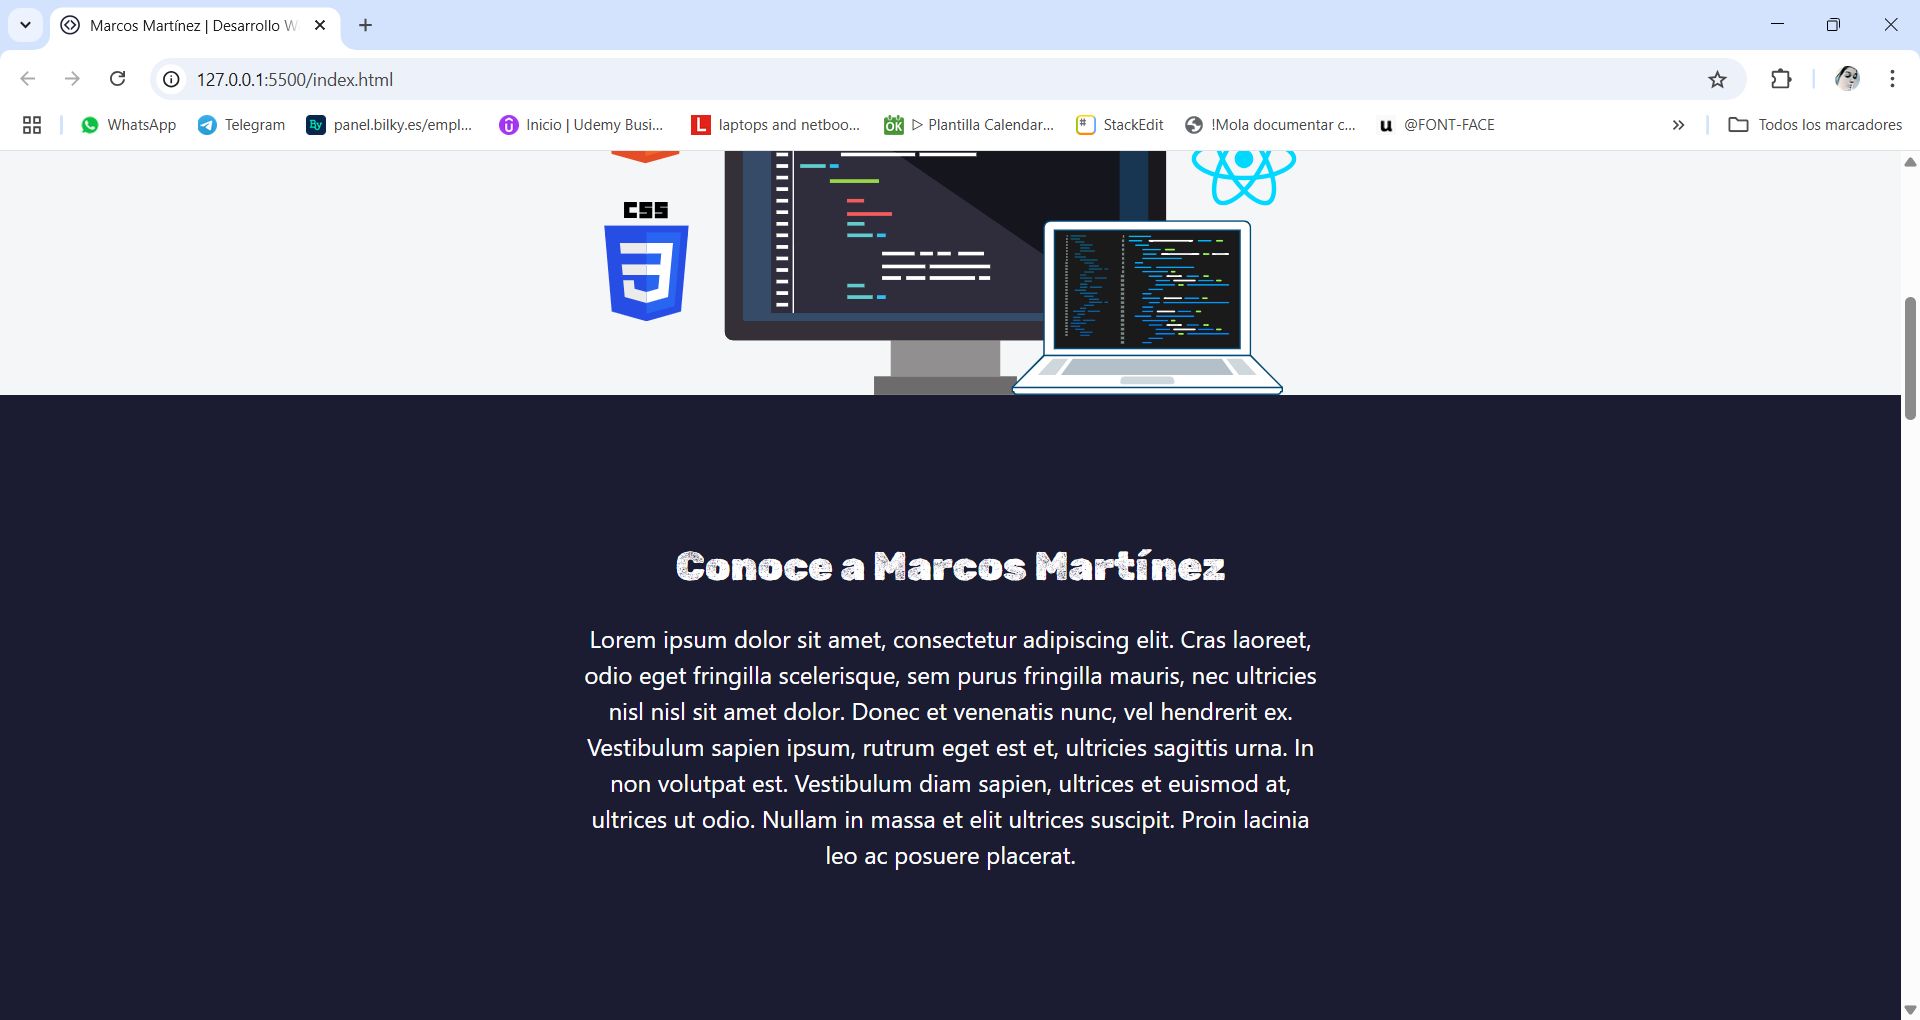 Marcos Martínez | Desarrollo W
127.0.0.1:5500/index.html
WhatsApp
Telegram
By
panel.bilky.es/empl...
Inicio | Udemy Busi...
L
laptops and netboo...
OK
▷ Plantilla Calendar...
StackEdit
!Mola documentar c...
u
@FONT-FACE
Todos los marcadores
CSS
3
Conoce a Marcos Martínez
Lorem ipsum dolor sit amet, consectetur adipiscing elit. Cras laoreet,
odio eget fringilla scelerisque, sem purus fringilla mauris, nec ultricies
nisl nisl sit amet dolor. Donec et venenatis nunc, vel hendrerit ex.
Vestibulum sapien ipsum, rutrum eget est et, ultricies sagittis urna. In
non volutpat est. Vestibulum diam sapien, ultrices et euismod at,
ultrices ut odio. Nullam in massa et elit ultrices suscipit. Proin lacinia
leo ac posuere placerat.